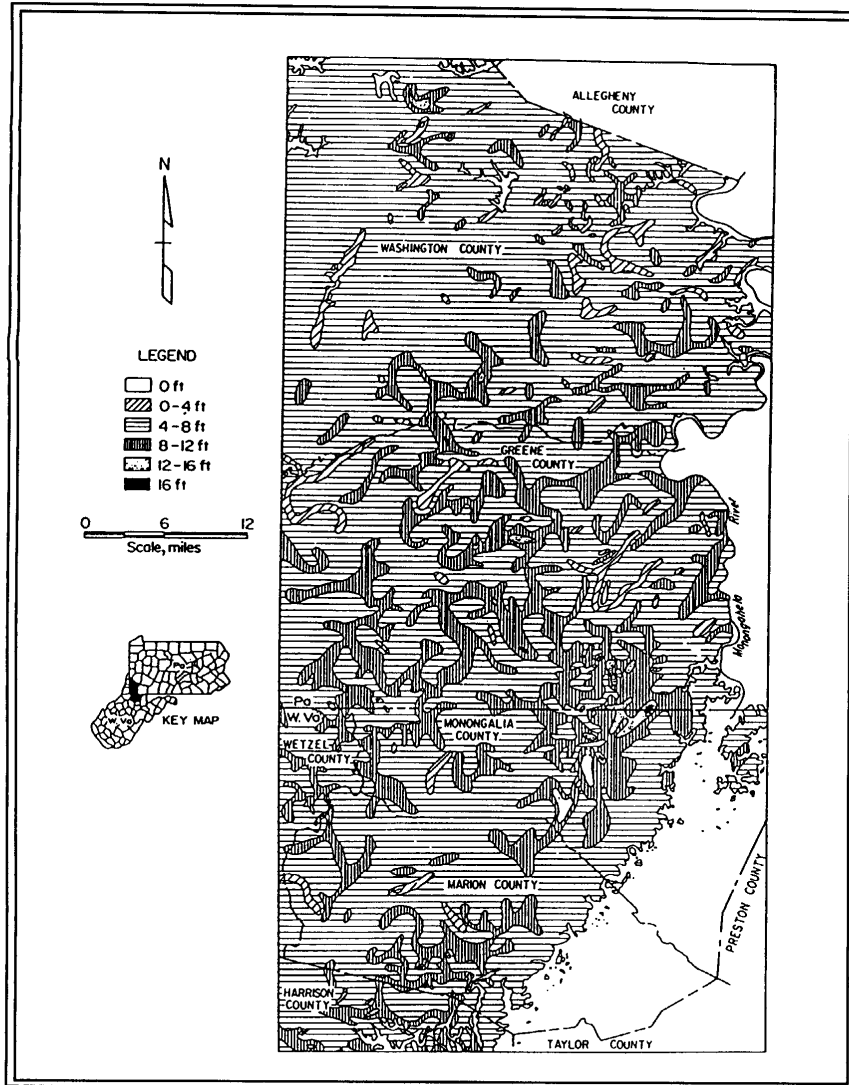 ALLEGHENY
COUNTY
N
WASHINGTON COUNTY
LEGEND
0 ft
0-4 ft
4-8 ft
8-12 ft
12-16 ft
16 ft
0 6 12
Scale, miles
GREENE
COUNTY
Monongahela River
Pa
W. Va
KEY MAP
Pa
W. Va
MONONGALIA
COUNTY
WETZEL
COUNTY
MARION COUNTY
PRESTON COUNTY
HARRISON
COUNTY
TAYLOR COUNTY